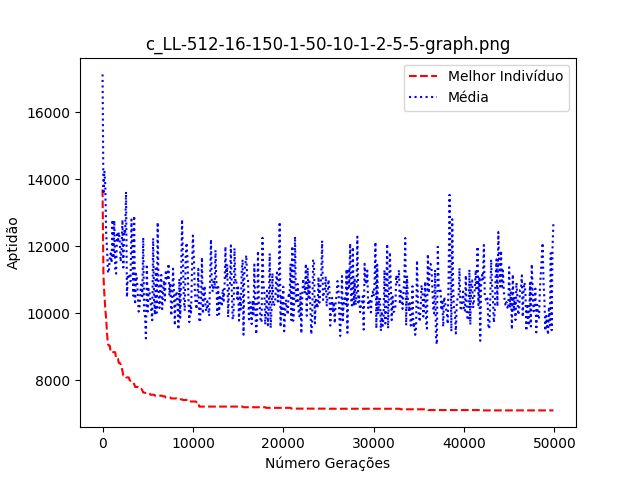 c_LL-512-16-150-1-50-10-1-2-5-5-graph.png
Melhor Indivíduo
Média
Aptidão
16000
14000
12000
10000
8000
0 10000 20000 30000 40000 50000
Número Gerações